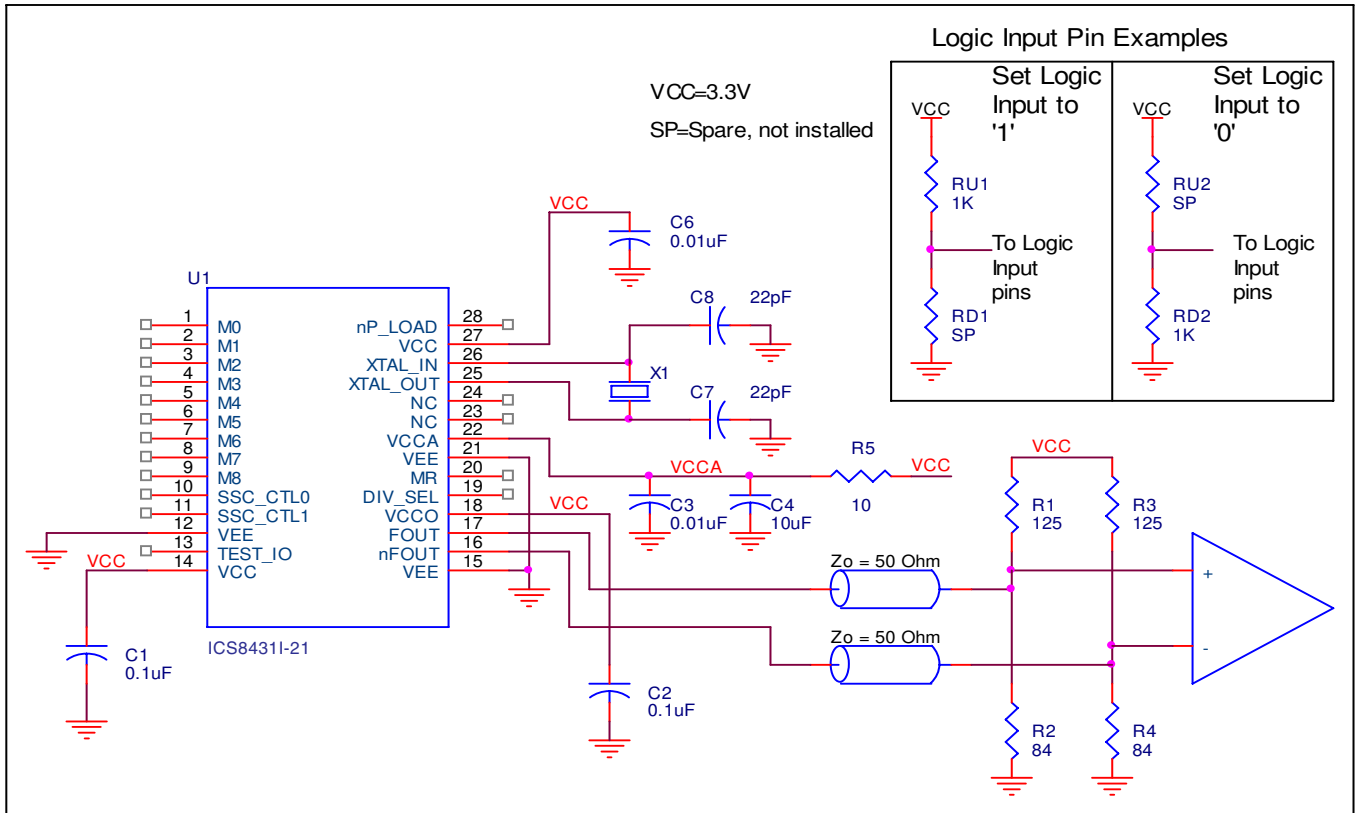 Logic Input Pin Examples
VCC=3.3V
SP=Spare, not installed
Set Logic
Input to
'1'
VCC
RU1
1K
To Logic
Input
pins
RD1
SP
Set Logic
Input to
'0'
VCC
RU2
SP
To Logic
Input
pins
RD2
1K
VCC
C6
0.01uF
U1
1
M0
2
M1
3
M2
4
M3
5
M4
6
M5
7
M6
8
M7
9
M8
10
SSC_CTL0
11
SSC_CTL1
12
VEE
13
TEST_IO
14
VCC
28
nP_LOAD
27
VCC
26
XTAL_IN
25
XTAL_OUT
24
NC
23
NC
22
VCCA
21
VEE
20
MR
19
DIV_SEL
18
VCCO
17
FOUT
16
nFOUT
15
VEE
ICS8431I-21
C8
22pF
X1
C7
22pF
VCCA
R5
10
VCC
C3
0.01uF
C4
10uF
VCC
VCC
C1
0.1uF
C2
0.1uF
Zo = 50 Ohm
Zo = 50 Ohm
VCC
R1
125
R3
125
+
-
R2
84
R4
84